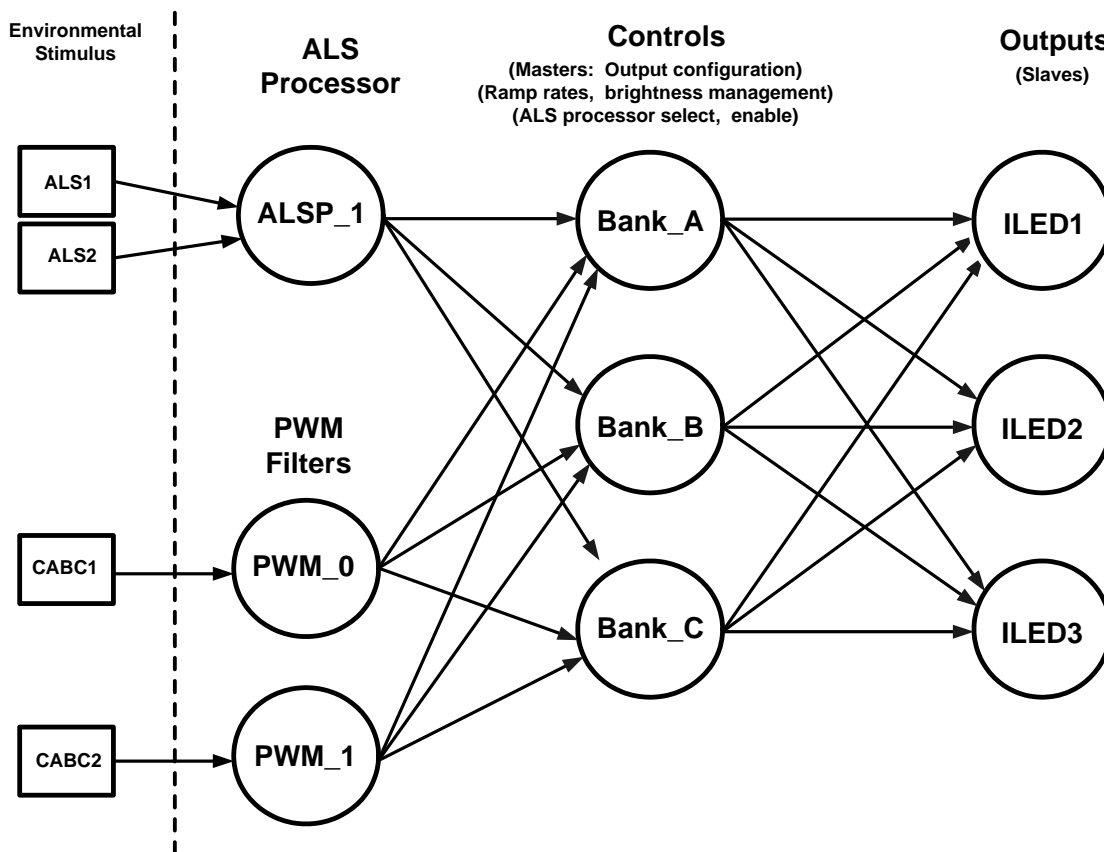 Environmental
Stimulus
ALS
Processor
Controls
(Masters: Output configuration)
(Ramp rates, brightness management)
(ALS processor select, enable)
Outputs
(Slaves)
ALS1
ALS2
ALSP_1
Bank_A
ILED1
PWM
Filters
Bank_B
ILED2
CABC1
PWM_0
Bank_C
ILED3
CABC2
PWM_1